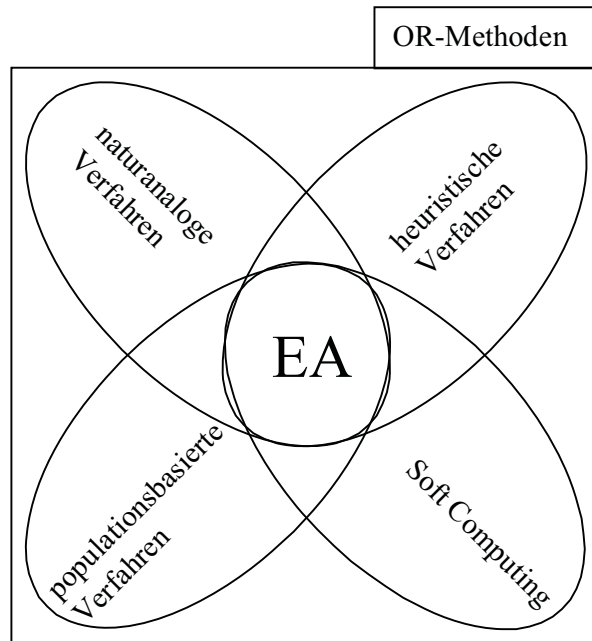 OR-Methoden
naturanaloge
Verfahren
heuristische
Verfahren
EA
populationsbasierte
Verfahren
Soft Computing